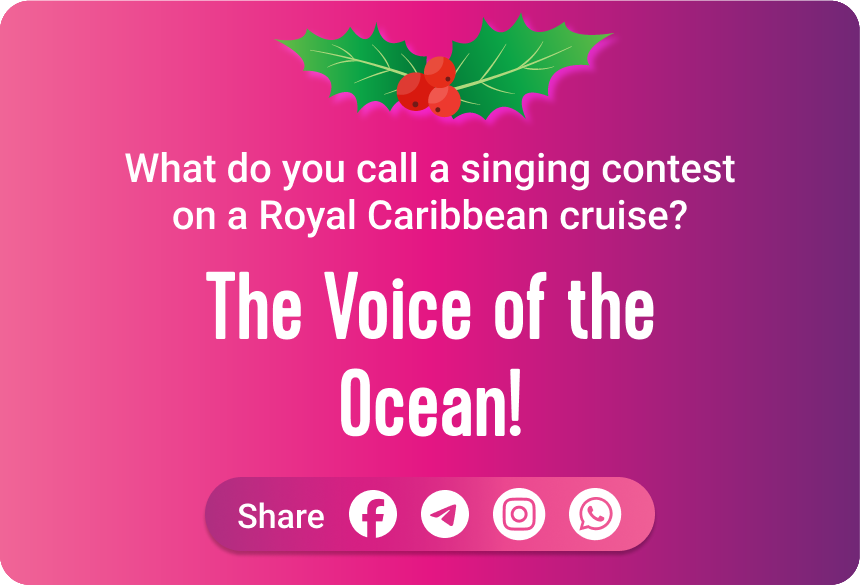 What do you call a singing contest
on a Royal Caribbean cruise?
The Voice of the
Ocean!
Share